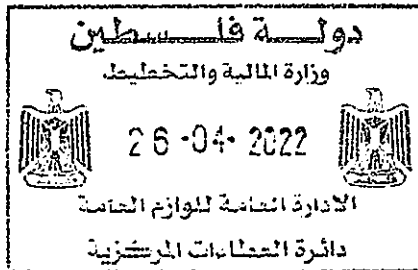 دولة فلسطين
وزارة المالية والتخطيط
26-04-2022
الادارة العامة للوازم العامة
دائرة العطاءات المركزية